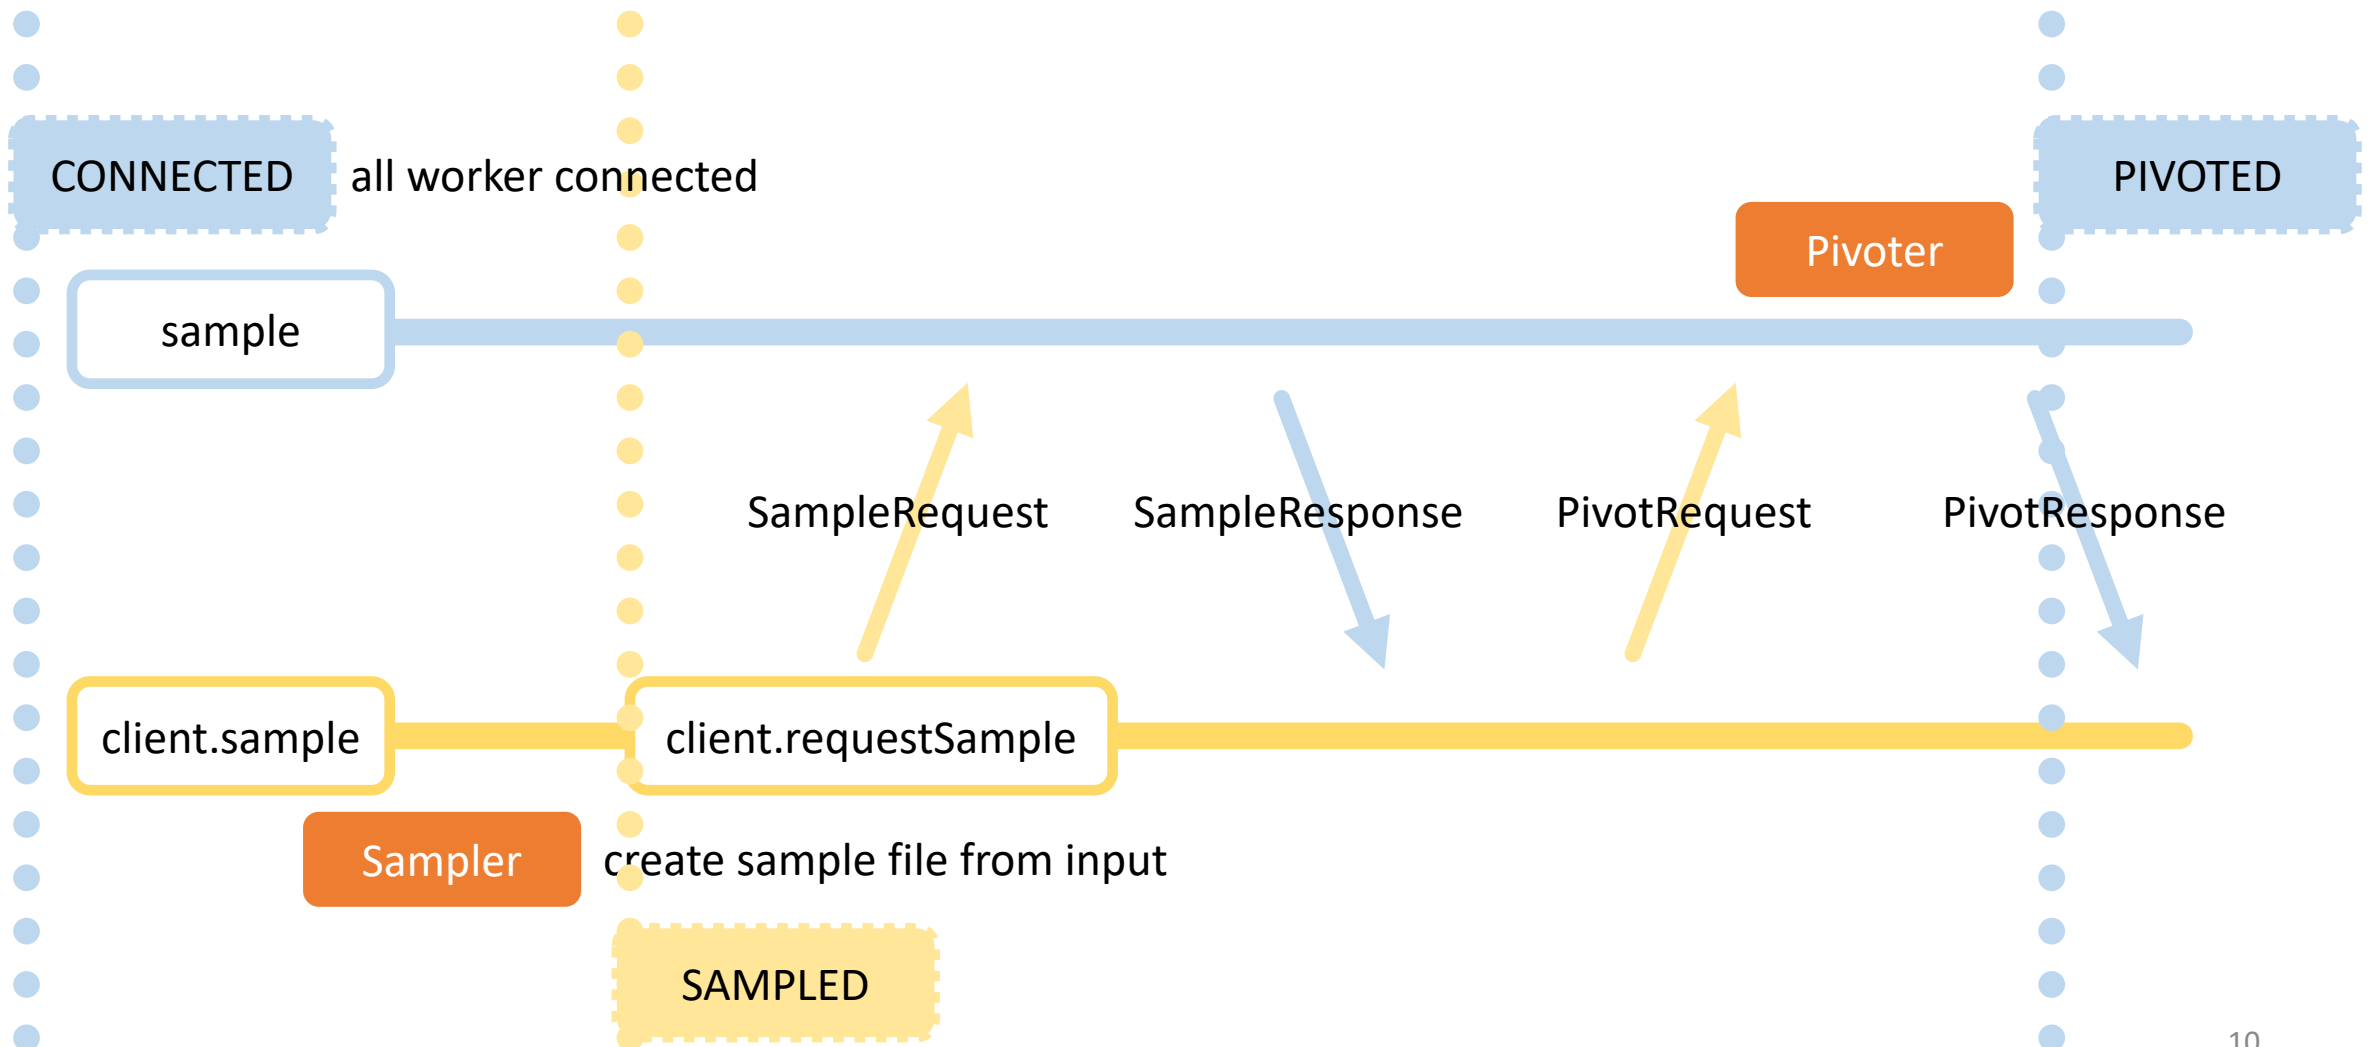 CONNECTED
all worker connected
PIVOTED
Pivoter
sample
SampleRequest
SampleResponse
PivotRequest
PivotResponse
client.sample
client.requestSample
Sampler
create sample file from input
SAMPLED
10